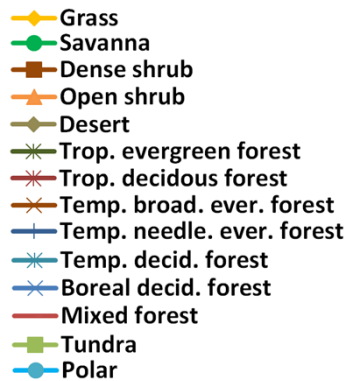 Grass
Savanna
Dense shrub
Open shrub
Desert
Trop. evergreen forest
Trop. decidous forest
Temp. broad. ever. forest
Temp. needle. ever. forest
Temp. decid. forest
Boreal decid. forest
Mixed forest
Tundra
Polar